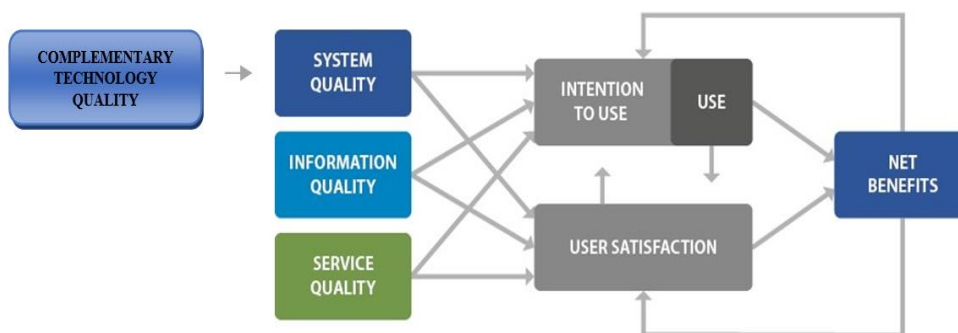 COMPLEMENTARY
TECHNOLOGY
QUALITY
SYSTEM
QUALITY
INFORMATION
QUALITY
SERVICE
QUALITY
INTENTION
TO USE
USE
USER SATISFACTION
NET
BENEFITS